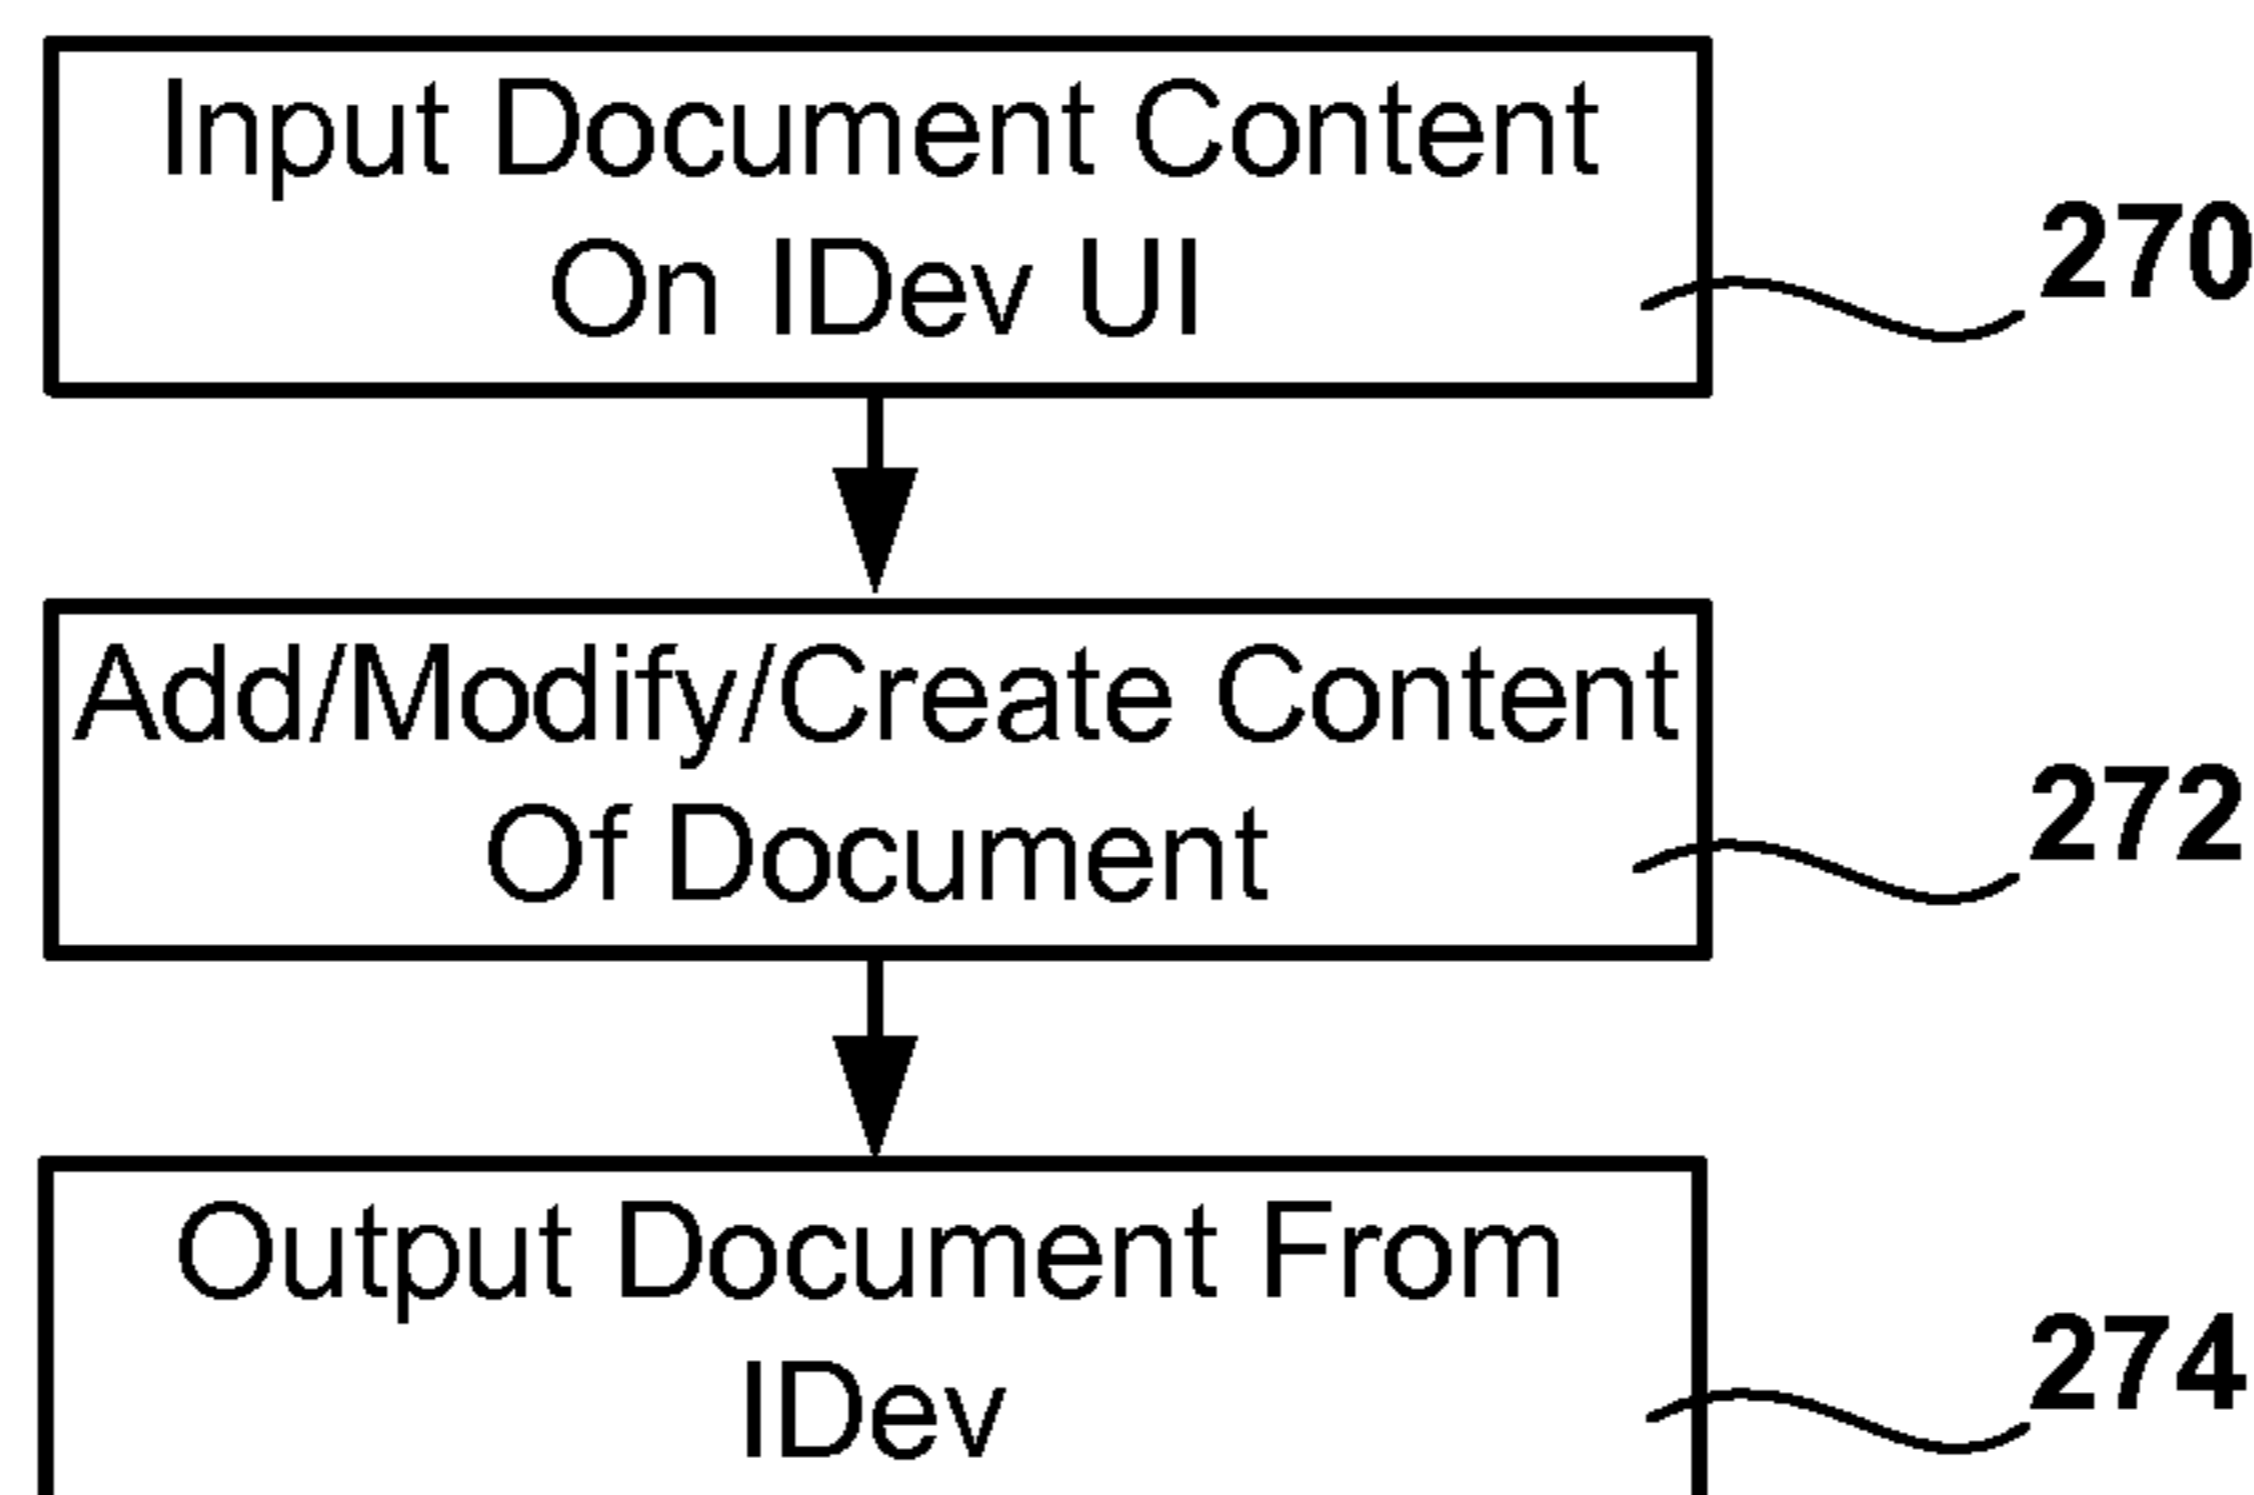 Input Document Content
On IDev UI
270
Add/Modify/Create Content
Of Document
272
Output Document From
IDev
274